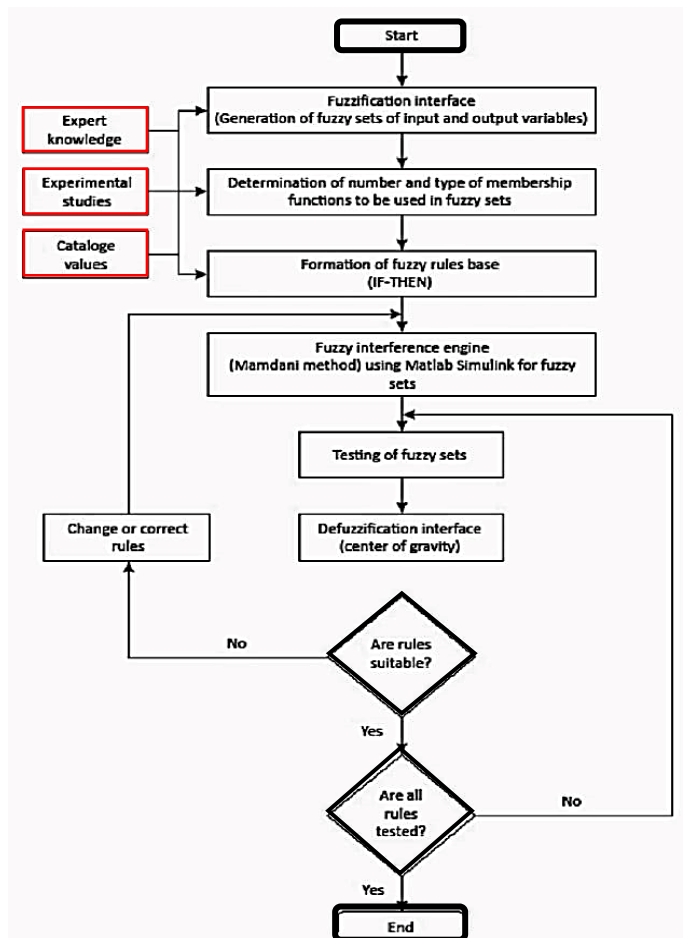 Start
Fuzzification interface
(Generation of fuzzy sets of input and output variables)
Expert
knowledge
Experimental
studies
Determination of number and type of membership
functions to be used in fuzzy sets
Cataloge
values
Formation of fuzzy rules base
(IF-THEN)
Fuzzy interference engine
(Mamdani method) using Matlab Simulink for fuzzy
sets
Testing of fuzzy sets
Change or correct
rules
Defuzzification interface
(center of gravity)
No
Are rules
suitable?
Yes
Are all
rules
tested?
No
Yes
End